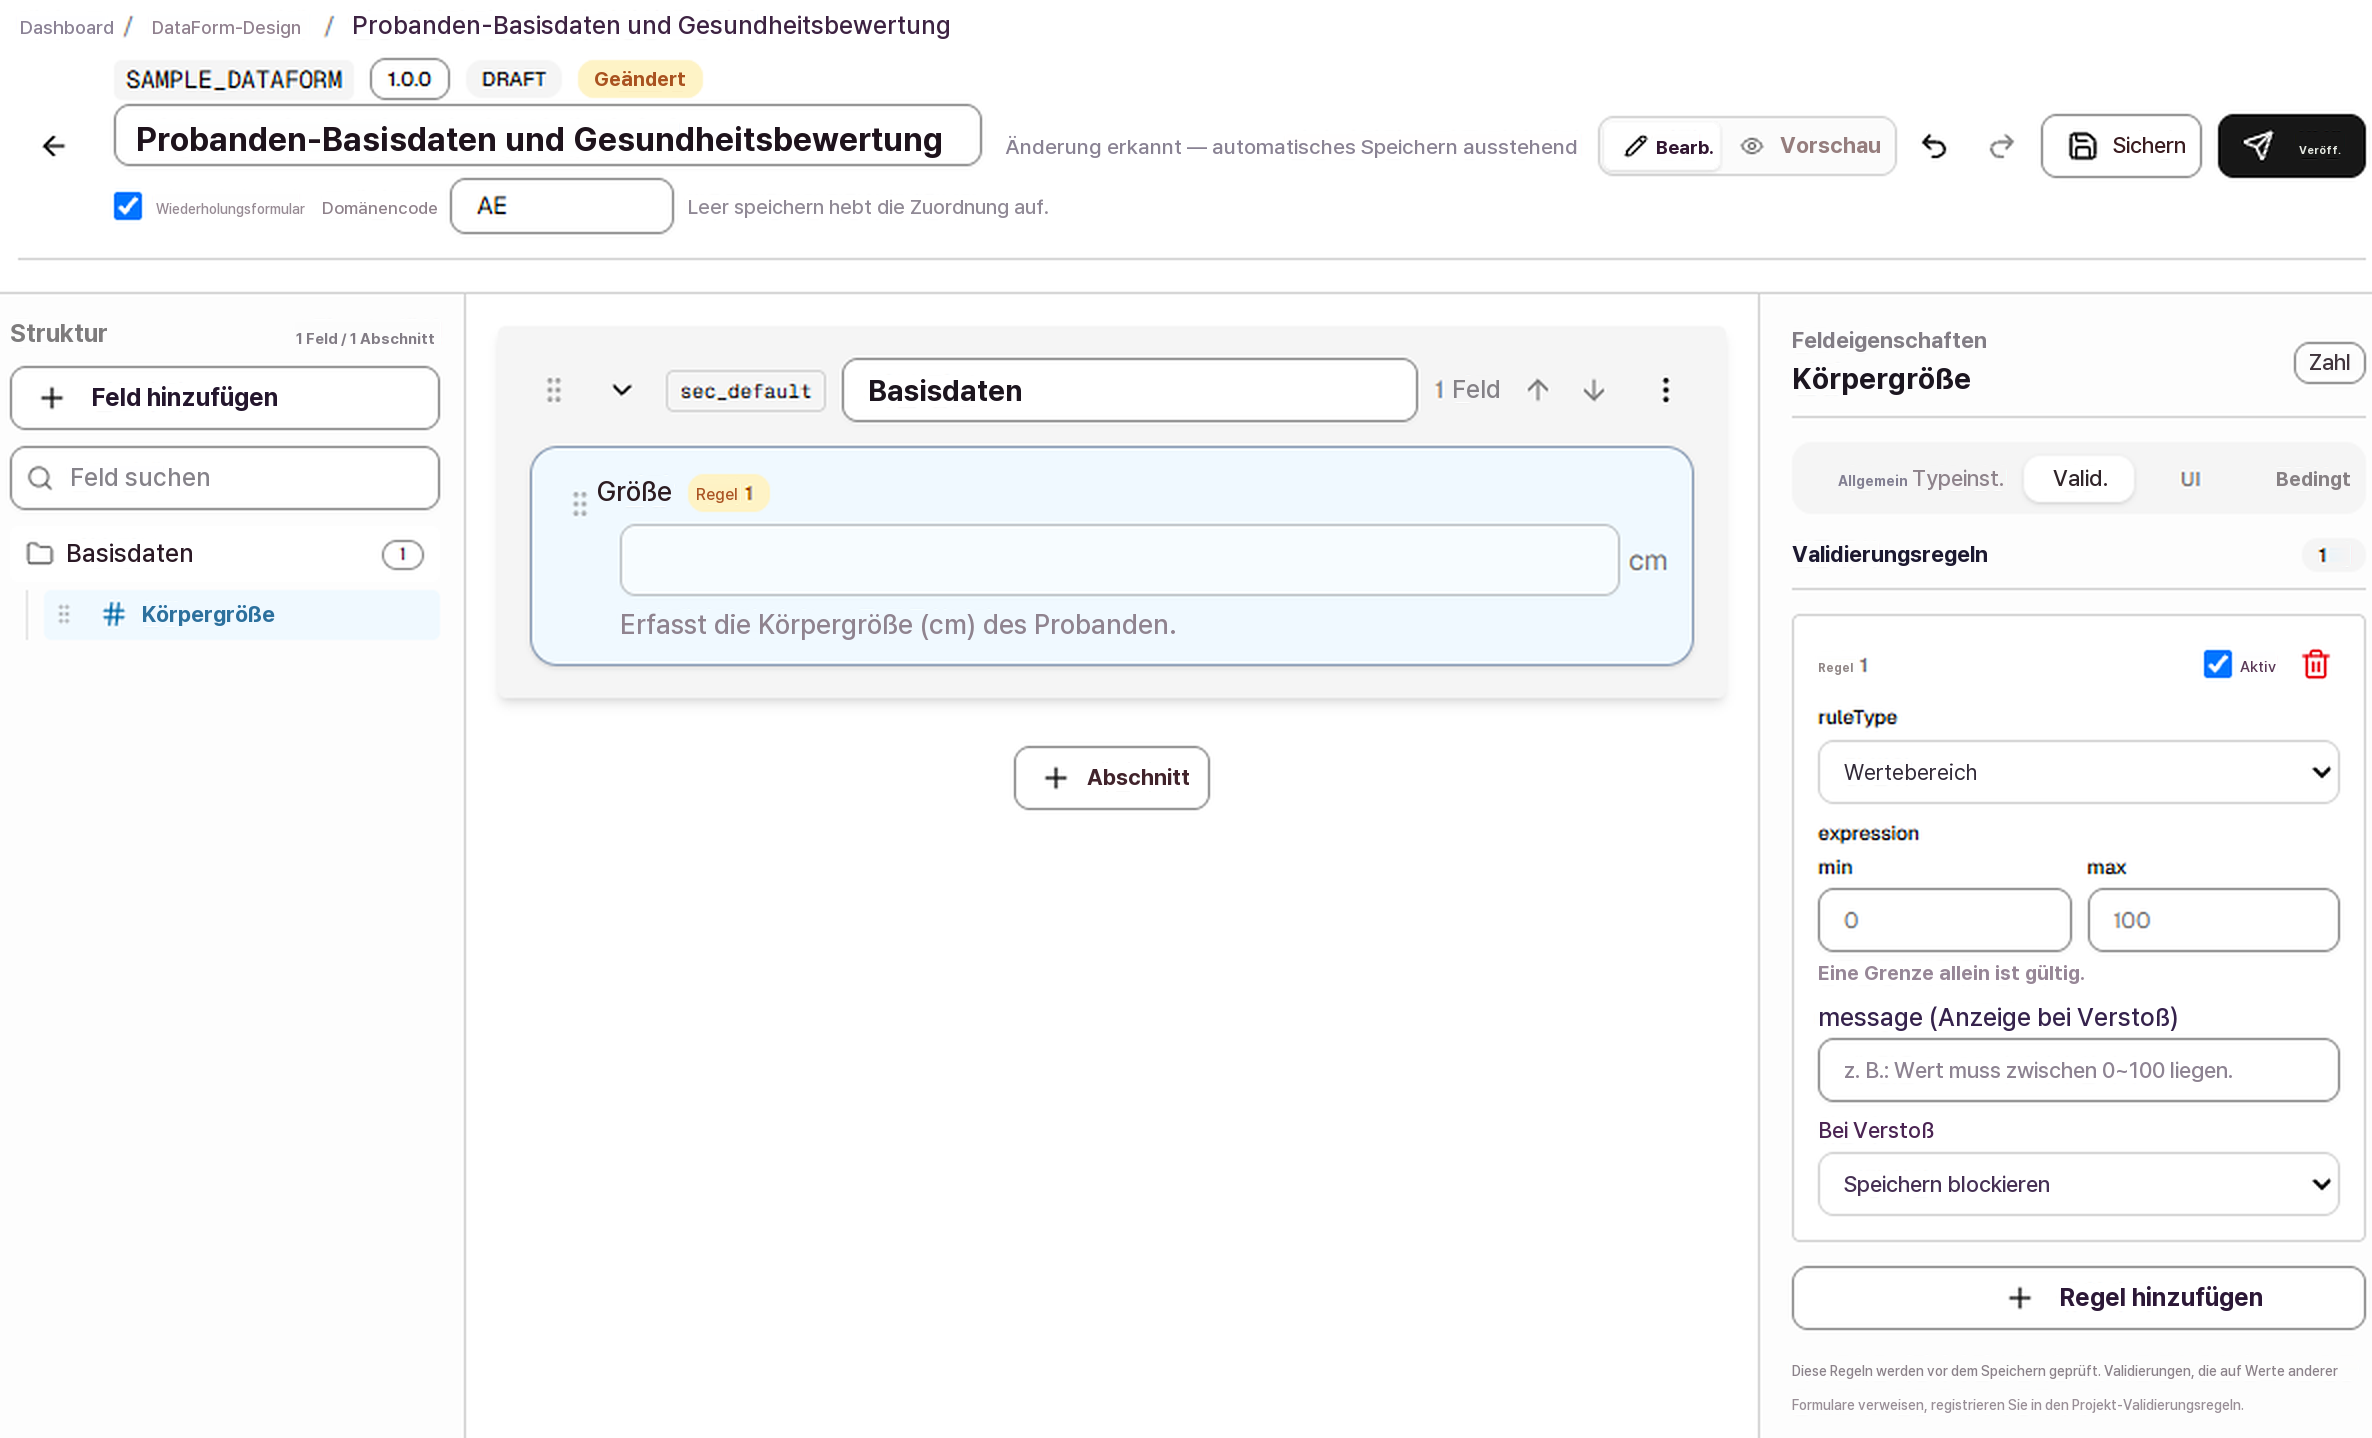 Dashboard / DataForm-Design / Probanden-Basisdaten und Gesundheitsbewertung
SAMPLE_DATAFORM 1.0.0 DRAFT Geändert
Probanden-Basisdaten und Gesundheitsbewertung
Änderung erkannt — automatisches Speichern ausstehend
Bearb. Vorschau
Sichern
Veröff.
Wiederholungsformular Domänencode AE Leer speichern hebt die Zuordnung auf.
Struktur
1 Feld / 1 Abschnitt
Feld hinzufügen
Feld suchen
Basisdaten 1
Körpergröße
sec_default Basisdaten 1 Feld
Größe Regel 1
cm
Erfasst die Körpergröße (cm) des Probanden.
Abschnitt
Feldeigenschaften
Körpergröße
Zahl
Allgemein Typeinst. Valid. UI Bedingt
Validierungsregeln 1
Regel 1 Aktiv
ruleType
Wertebereich
expression
min max
0 100
Eine Grenze allein ist gültig.
message (Anzeige bei Verstoß)
z. B.: Wert muss zwischen 0~100 liegen.
Bei Verstoß
Speichern blockieren
Regel hinzufügen
Diese Regeln werden vor dem Speichern geprüft. Validierungen, die auf Werte anderer
Formulare verweisen, registrieren Sie in den Projekt-Validierungsregeln.